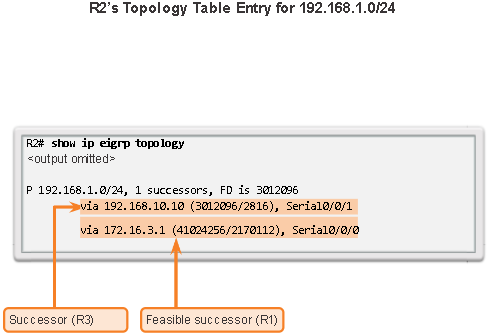 R2's Topology Table Entry for 192.168.1.0/24
R2# show ip eigrp topology
<output omitted>
P 192.168.1.0/24, 1 successors, FD is 3012096
via 192.168.10.10 (3012096/2816), Serial0/0/1
via 172.16.3.1 (41024256/2170112), Serial0/0/0
Successor (R3)
Feasible successor (R1)